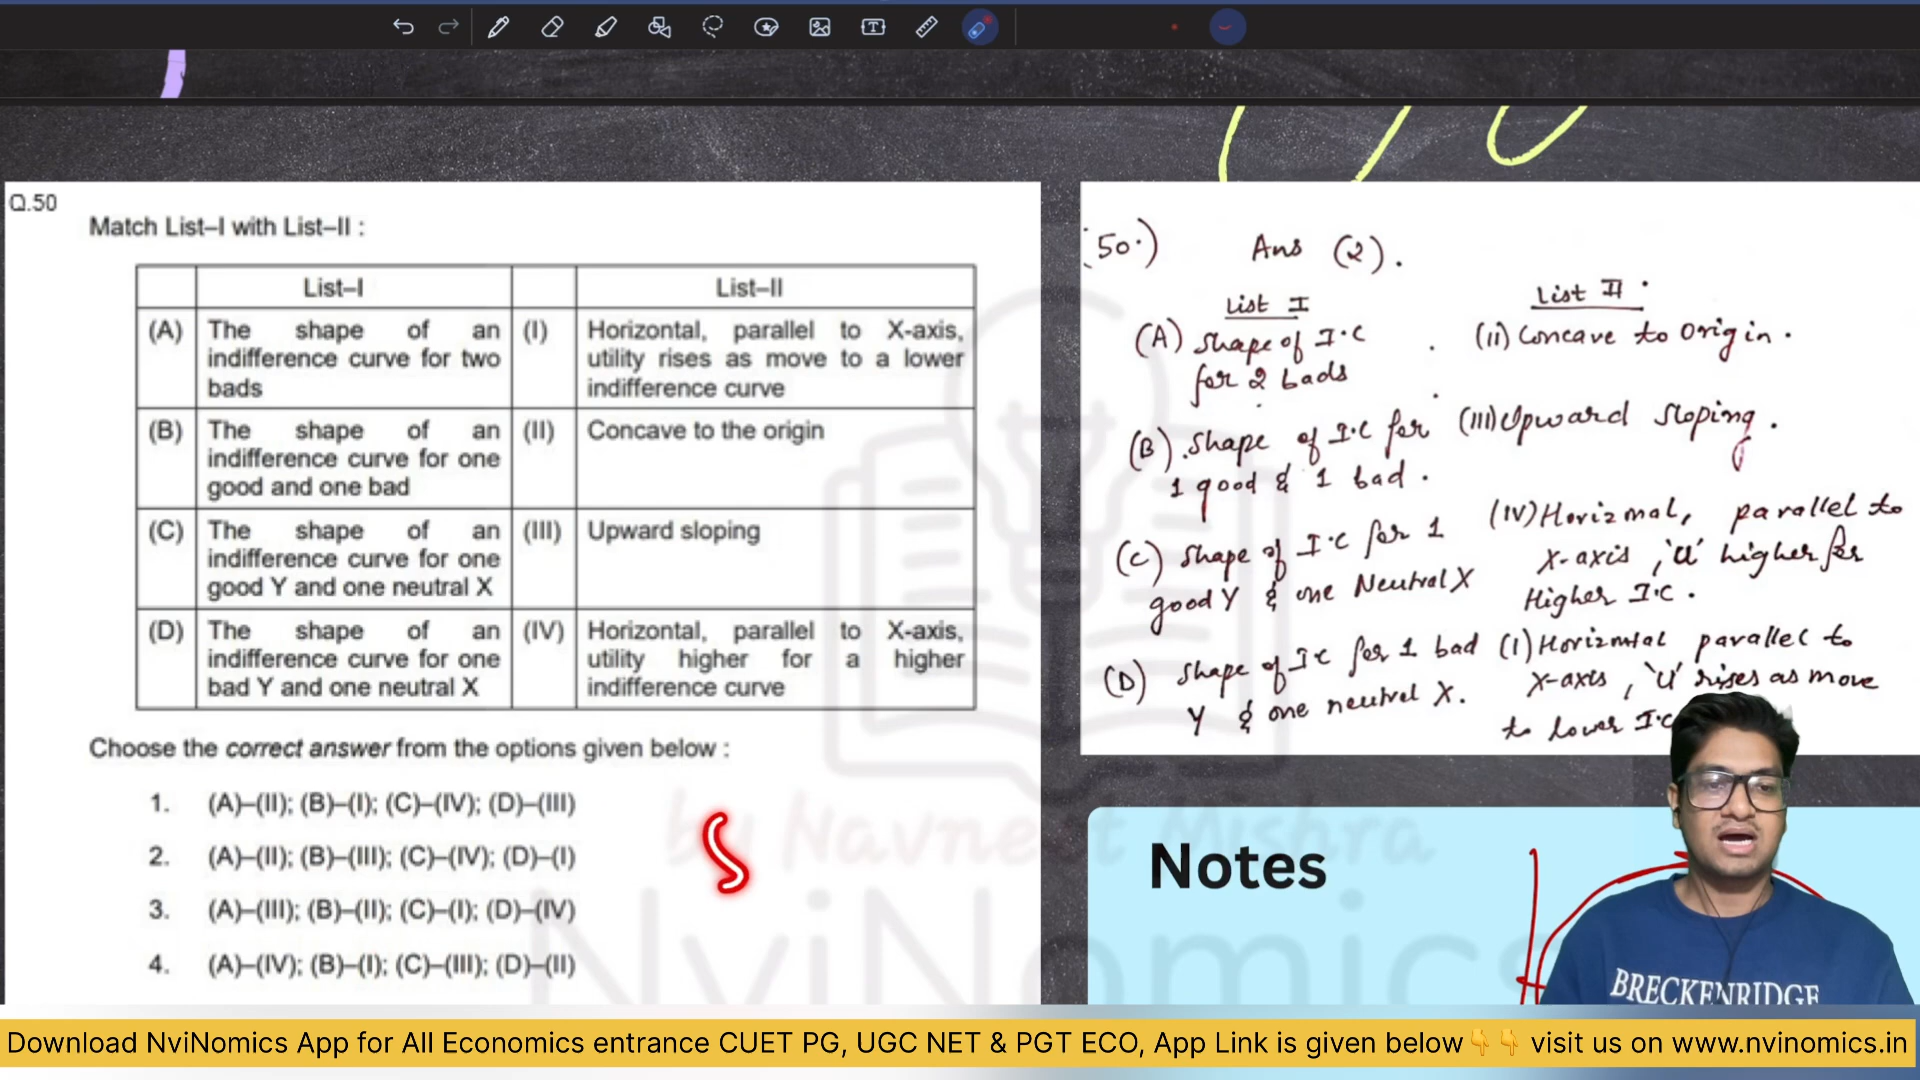 Q.50
Match List–I with List–II :
List–I List–II
(A) The shape of an indifference curve for two bads
(I) Horizontal, parallel to X-axis, utility rises as move to a lower indifference curve
(B) The shape of an indifference curve for one good and one bad
(II) Concave to the origin
(C) The shape of an indifference curve for one good Y and one neutral X
(III) Upward sloping
(D) The shape of an indifference curve for one bad Y and one neutral X
(IV) Horizontal, parallel to X-axis, utility higher for a higher indifference curve
Choose the correct answer from the options given below :
1. (A)–(II); (B)–(I); (C)–(IV); (D)–(III)
2. (A)–(II); (B)–(III); (C)–(IV); (D)–(I)
3. (A)–(III); (B)–(II); (C)–(I); (D)–(IV)
4. (A)–(IV); (B)–(I); (C)–(III); (D)–(II)
50.) Ans (2).
List I List II
(A) Shape of I.C for 2 bads
(ii) Concave to Origin.
(B) Shape of I.C for 1 good & 1 bad.
(III) Upward Sloping.
(C) Shape of I.C for 1 good Y & one Neutral X
(IV) Horizontal, parallel to X-axis, 'U' higher for Higher I.C.
(D) Shape of IC for 1 bad Y & one neutral X.
(I) Horizontal parallel to X-axis, 'U' rises as move to lower I.C
by Navneet Mishra
NviNomics
Notes
BRECKENRIDGE
Download NviNomics App for All Economics entrance CUET PG, UGC NET & PGT ECO, App Link is given below👇👇 visit us on www.nvinomics.in